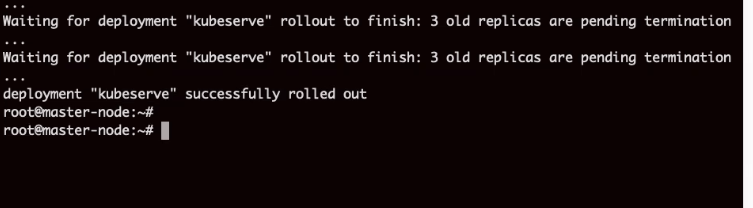 ...
Waiting for deployment "kubeserve" rollout to finish: 3 old replicas are pending termination
...
Waiting for deployment "kubeserve" rollout to finish: 3 old replicas are pending termination
...
deployment "kubeserve" successfully rolled out
root@master-node:~#
root@master-node:~#